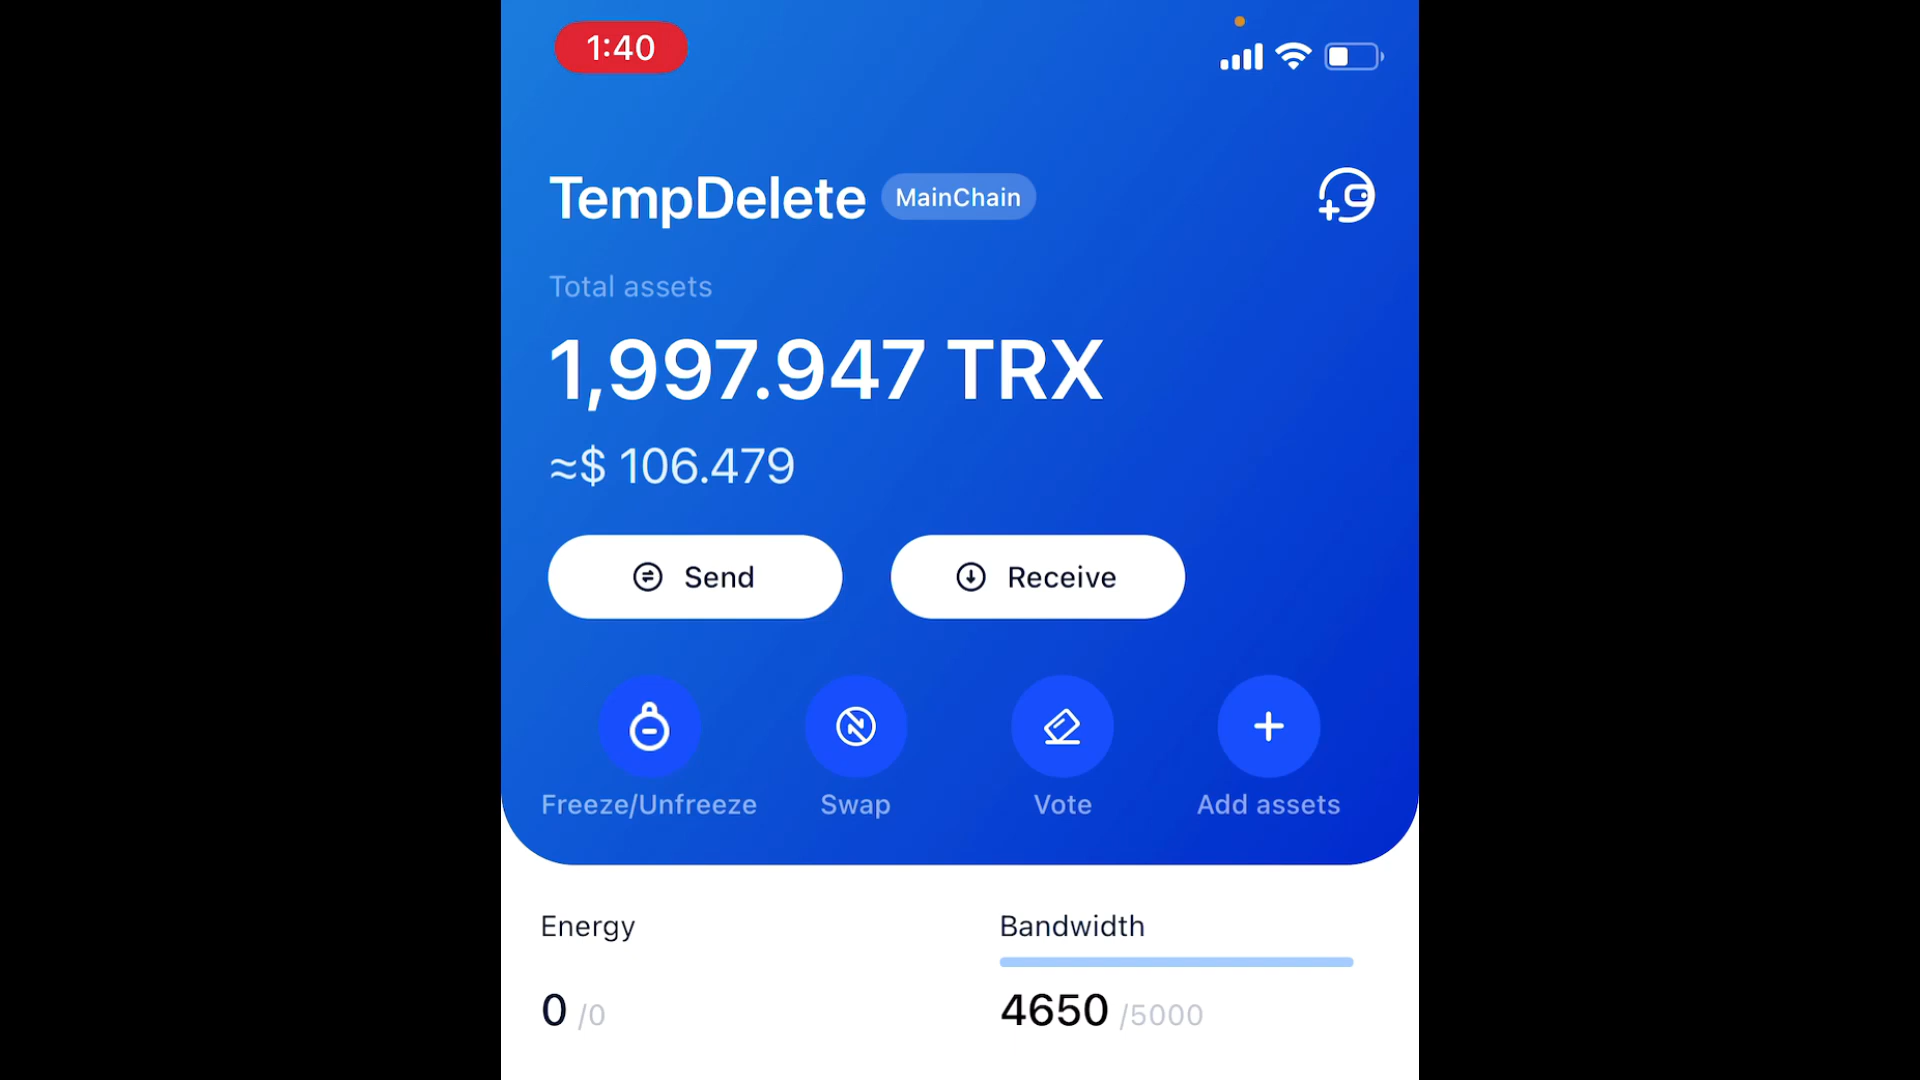 1:40
TempDelete MainChain
Total assets
1,997.947 TRX
≈$ 106.479
Send Receive
Freeze/Unfreeze Swap Vote Add assets
Energy Bandwidth
0 /0 4650 /5000